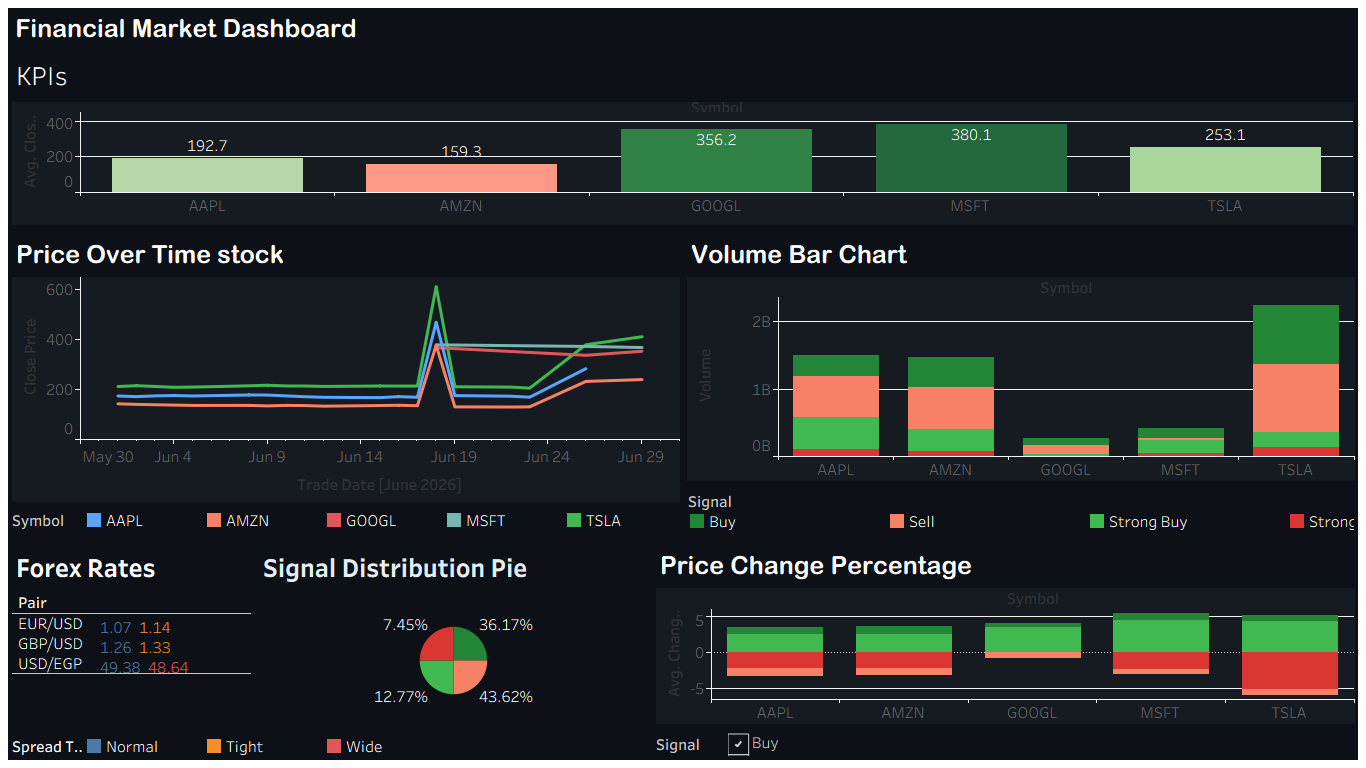 Financial Market Dashboard
KPIs
Symbol
Avg. Clos..
400
200
0
192.7
159.3
356.2
380.1
253.1
AAPL
AMZN
GOOGL
MSFT
TSLA
Price Over Time stock
Close Price
600
400
200
0
May 30
Jun 4
Jun 9
Jun 14
Jun 19
Jun 24
Jun 29
Trade Date [June 2026]
Symbol
AAPL
AMZN
GOOGL
MSFT
TSLA
Volume Bar Chart
Symbol
Volume
2B
1B
0B
AAPL
AMZN
GOOGL
MSFT
TSLA
Signal
Buy
Sell
Strong Buy
Strong
Forex Rates
Pair
EUR/USD 1.07 1.14
GBP/USD 1.26 1.33
USD/EGP 49.38 48.64
Spread T..
Normal
Tight
Wide
Signal Distribution Pie
7.45%
36.17%
12.77%
43.62%
Price Change Percentage
Symbol
Avg. Chang..
5
0
-5
AAPL
AMZN
GOOGL
MSFT
TSLA
Signal
Buy